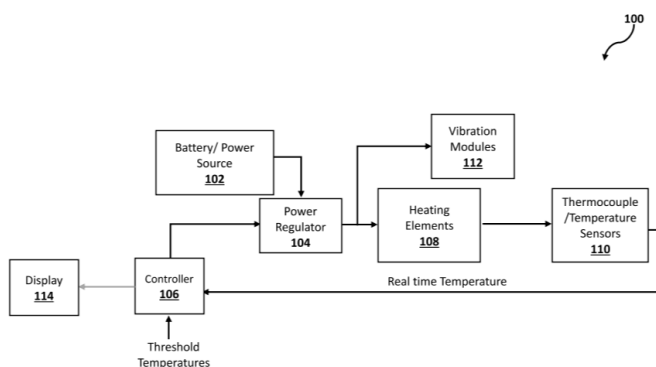 100
Battery/ Power
Source
102
Vibration
Modules
112
Power
Regulator
104
Heating
Elements
108
Thermocouple
/Temperature
Sensors
110
Display
114
Controller
106
Real time Temperature
Threshold
Temperatures